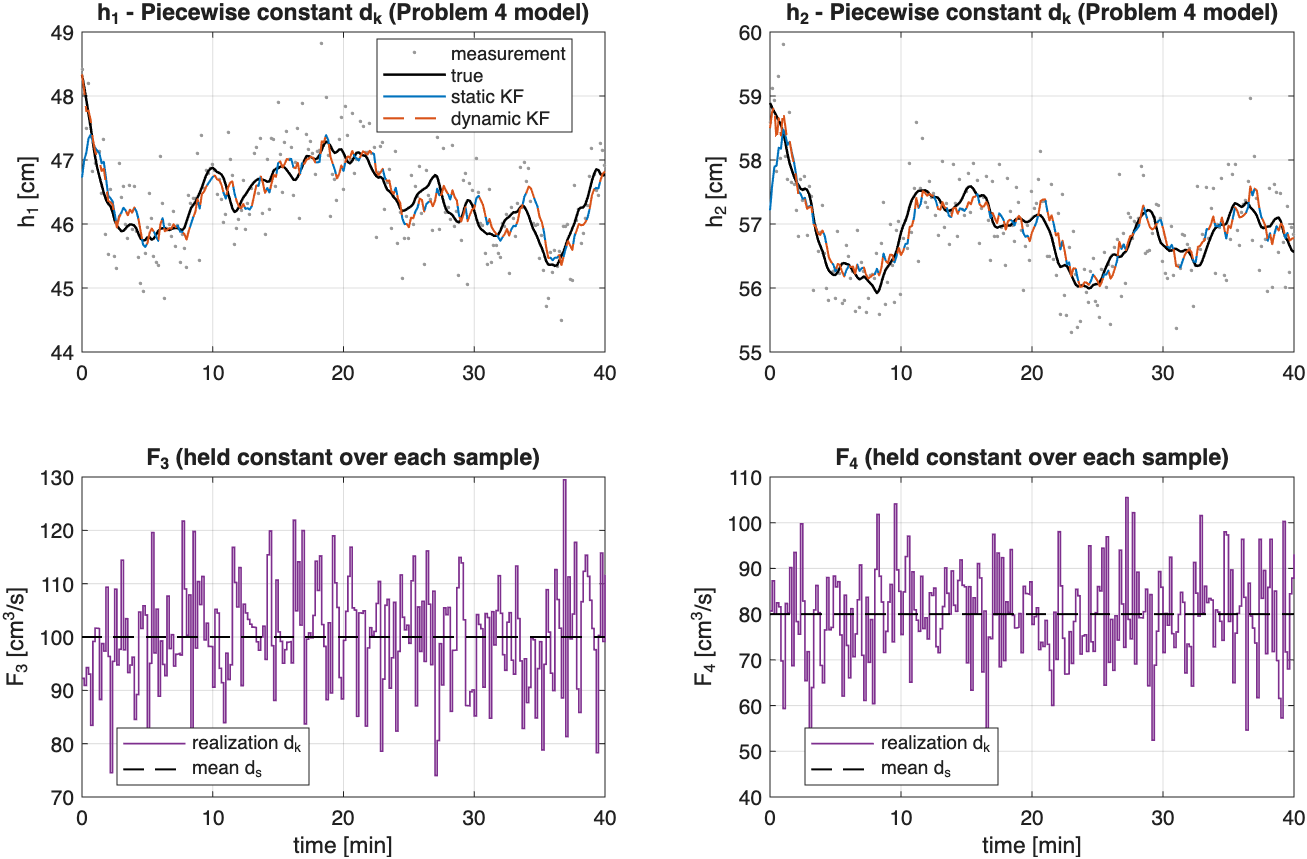 h₁ - Piecewise constant dₖ (Problem 4 model)
49
48
47
46
45
44
h₁ [cm]
measurement
true
static KF
dynamic KF
0 10 20 30 40
h₂ - Piecewise constant dₖ (Problem 4 model)
60
59
58
57
56
55
h₂ [cm]
0 10 20 30 40
F₃ (held constant over each sample)
130
120
110
100
90
80
70
F₃ [cm³/s]
realization dₖ
mean dₛ
0 10 20 30 40
time [min]
F₄ (held constant over each sample)
110
100
90
80
70
60
50
40
F₄ [cm³/s]
realization dₖ
mean dₛ
0 10 20 30 40
time [min]